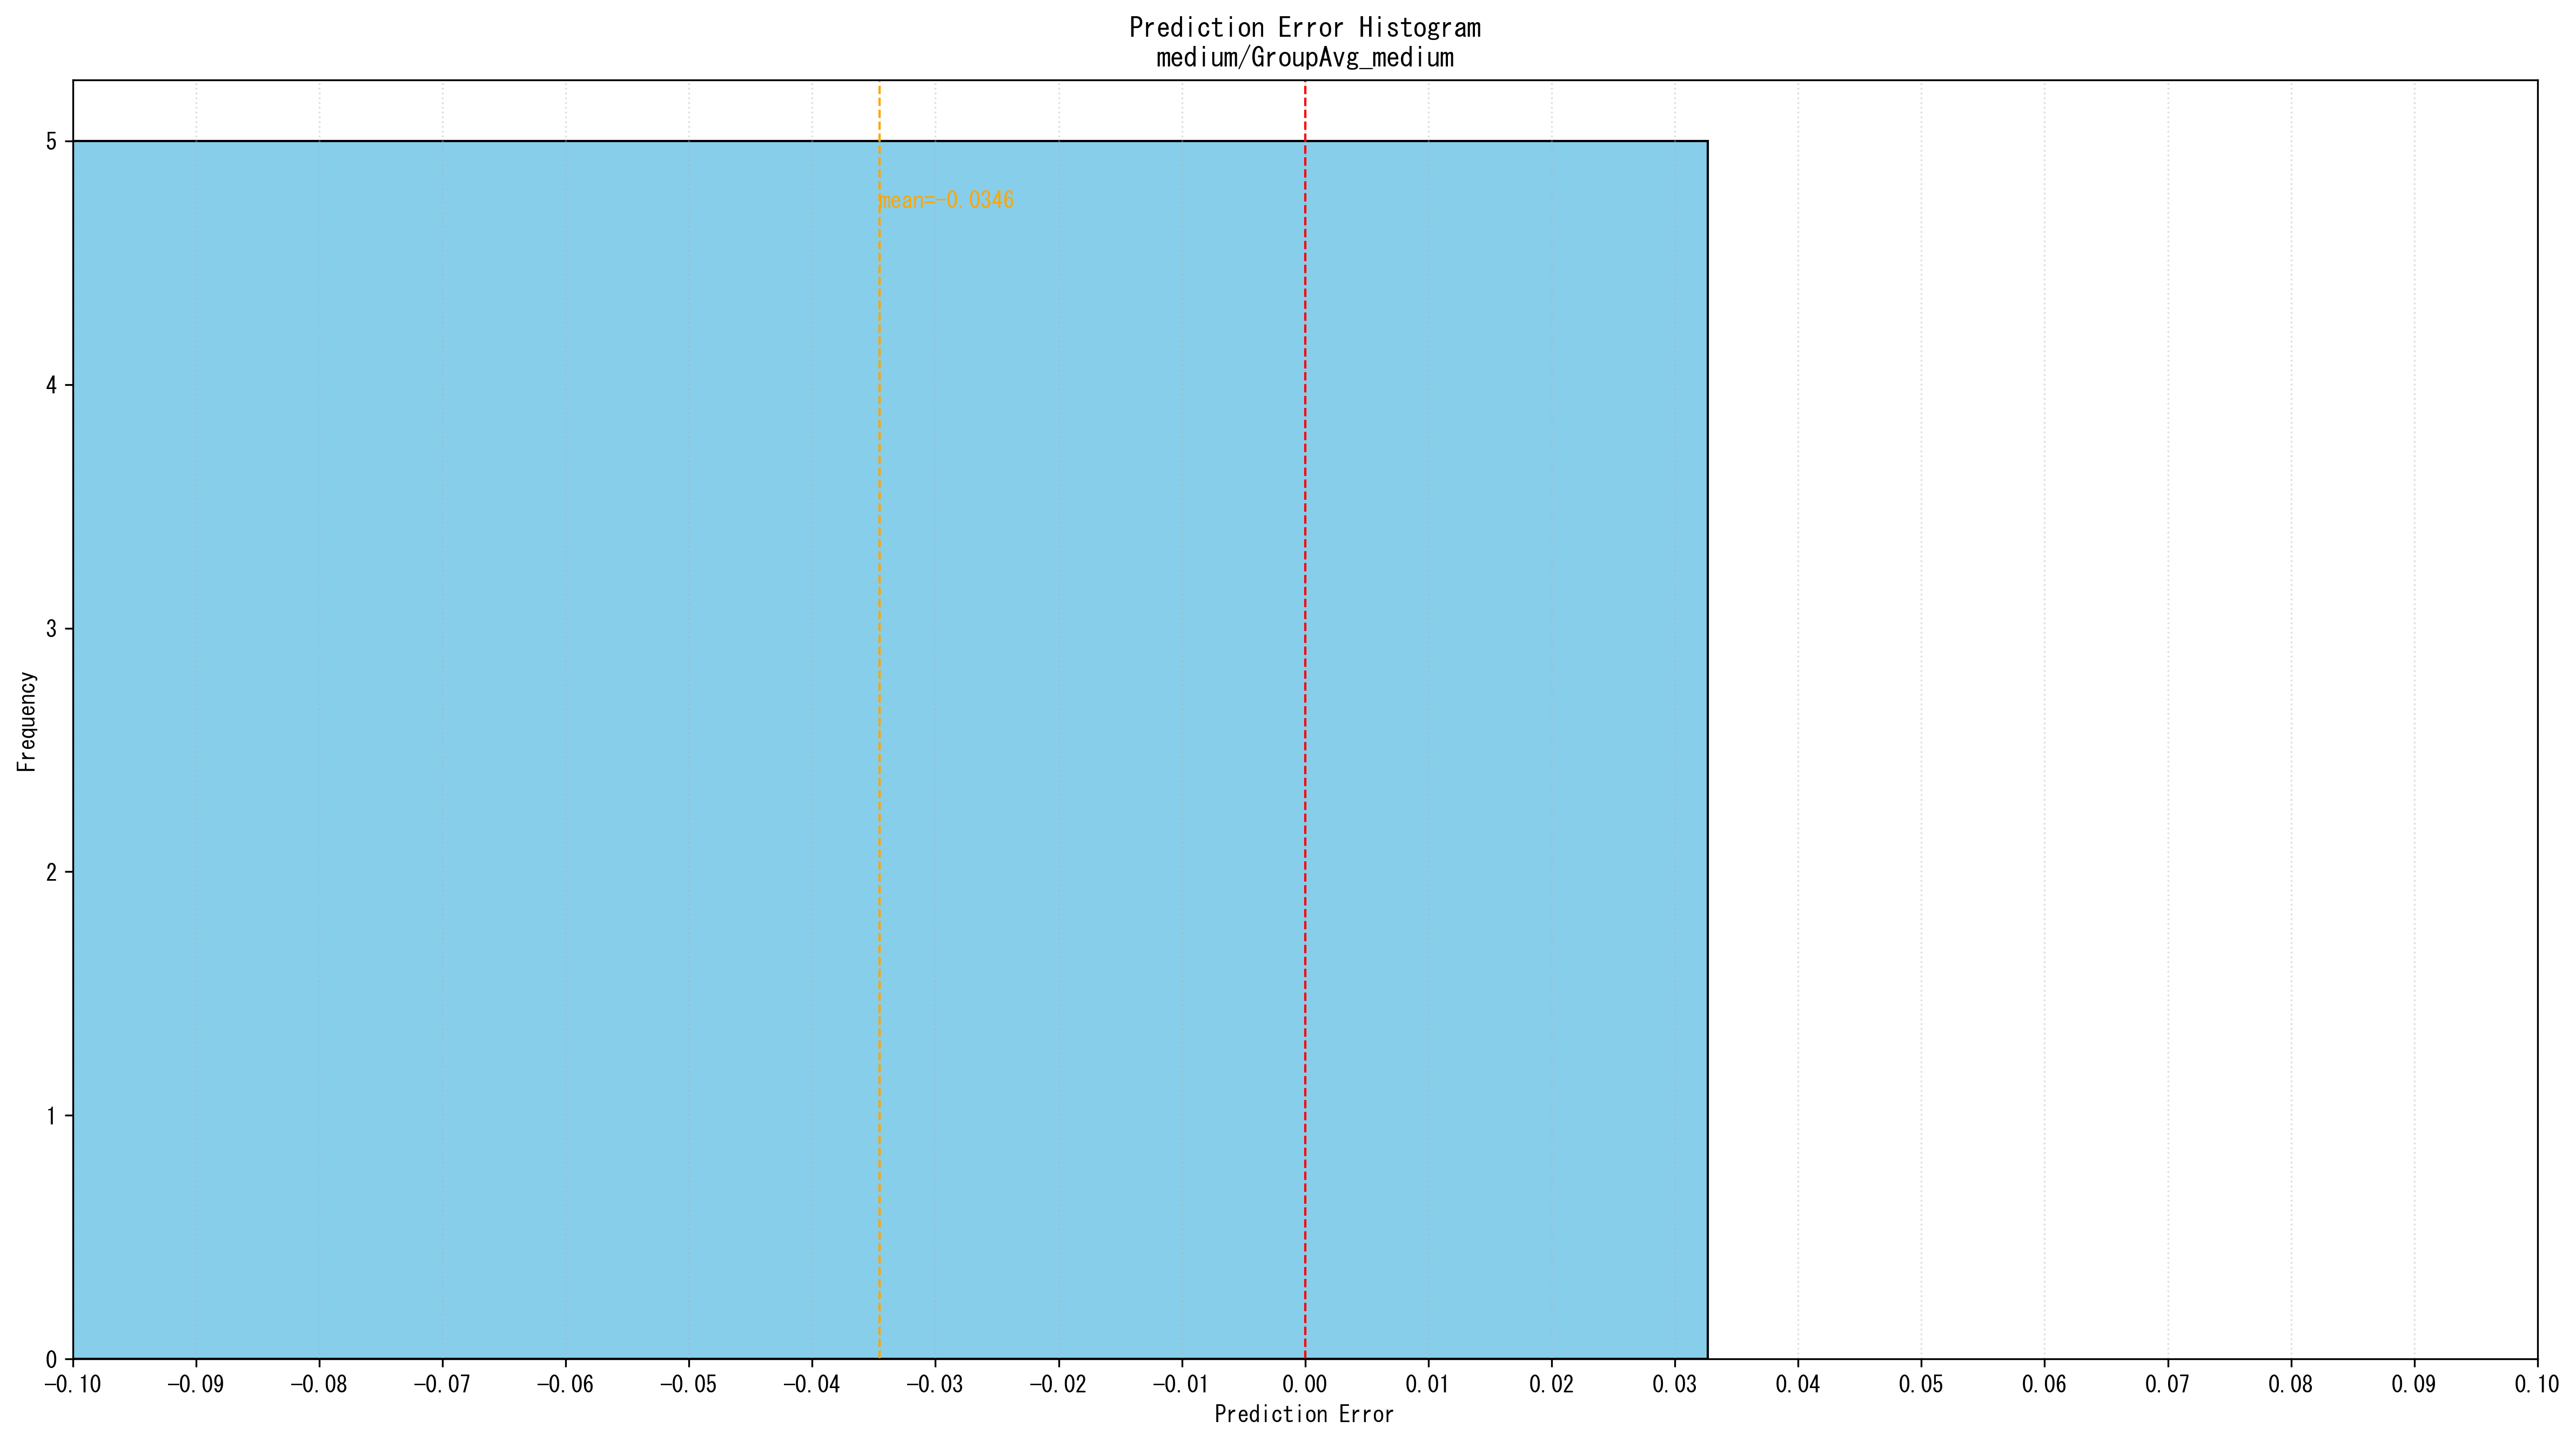 Prediction Error Histogram
medium/GroupAvg_medium
5
mean=-0.0346
4
3
Frequency
2
1
0
-0.10 -0.09 -0.08 -0.07 -0.06 -0.05 -0.04 -0.03 -0.02 -0.01 0.00 0.01 0.02 0.03 0.04 0.05 0.06 0.07 0.08 0.09 0.10
Prediction Error